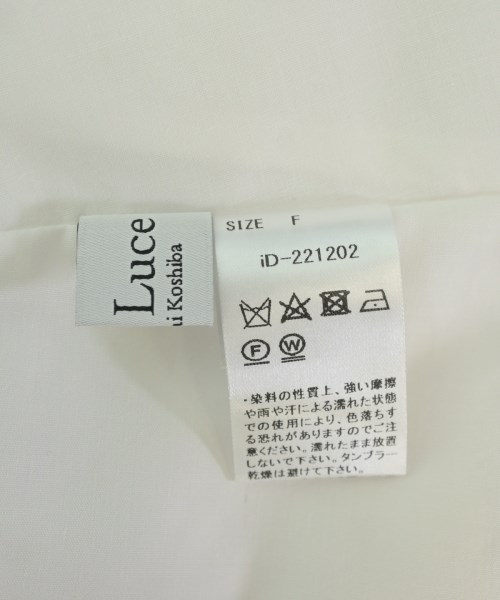 Luce
ui Koshiba
SIZE F
iD-221202
F W
・染料の性質上、強い摩擦
や雨や汗による濡れた状態
での使用により、色落ちす
る恐れがありますのでご注
意ください。濡れたまま放置
しないで下さい。タンブラー
乾燥は避けて下さい。